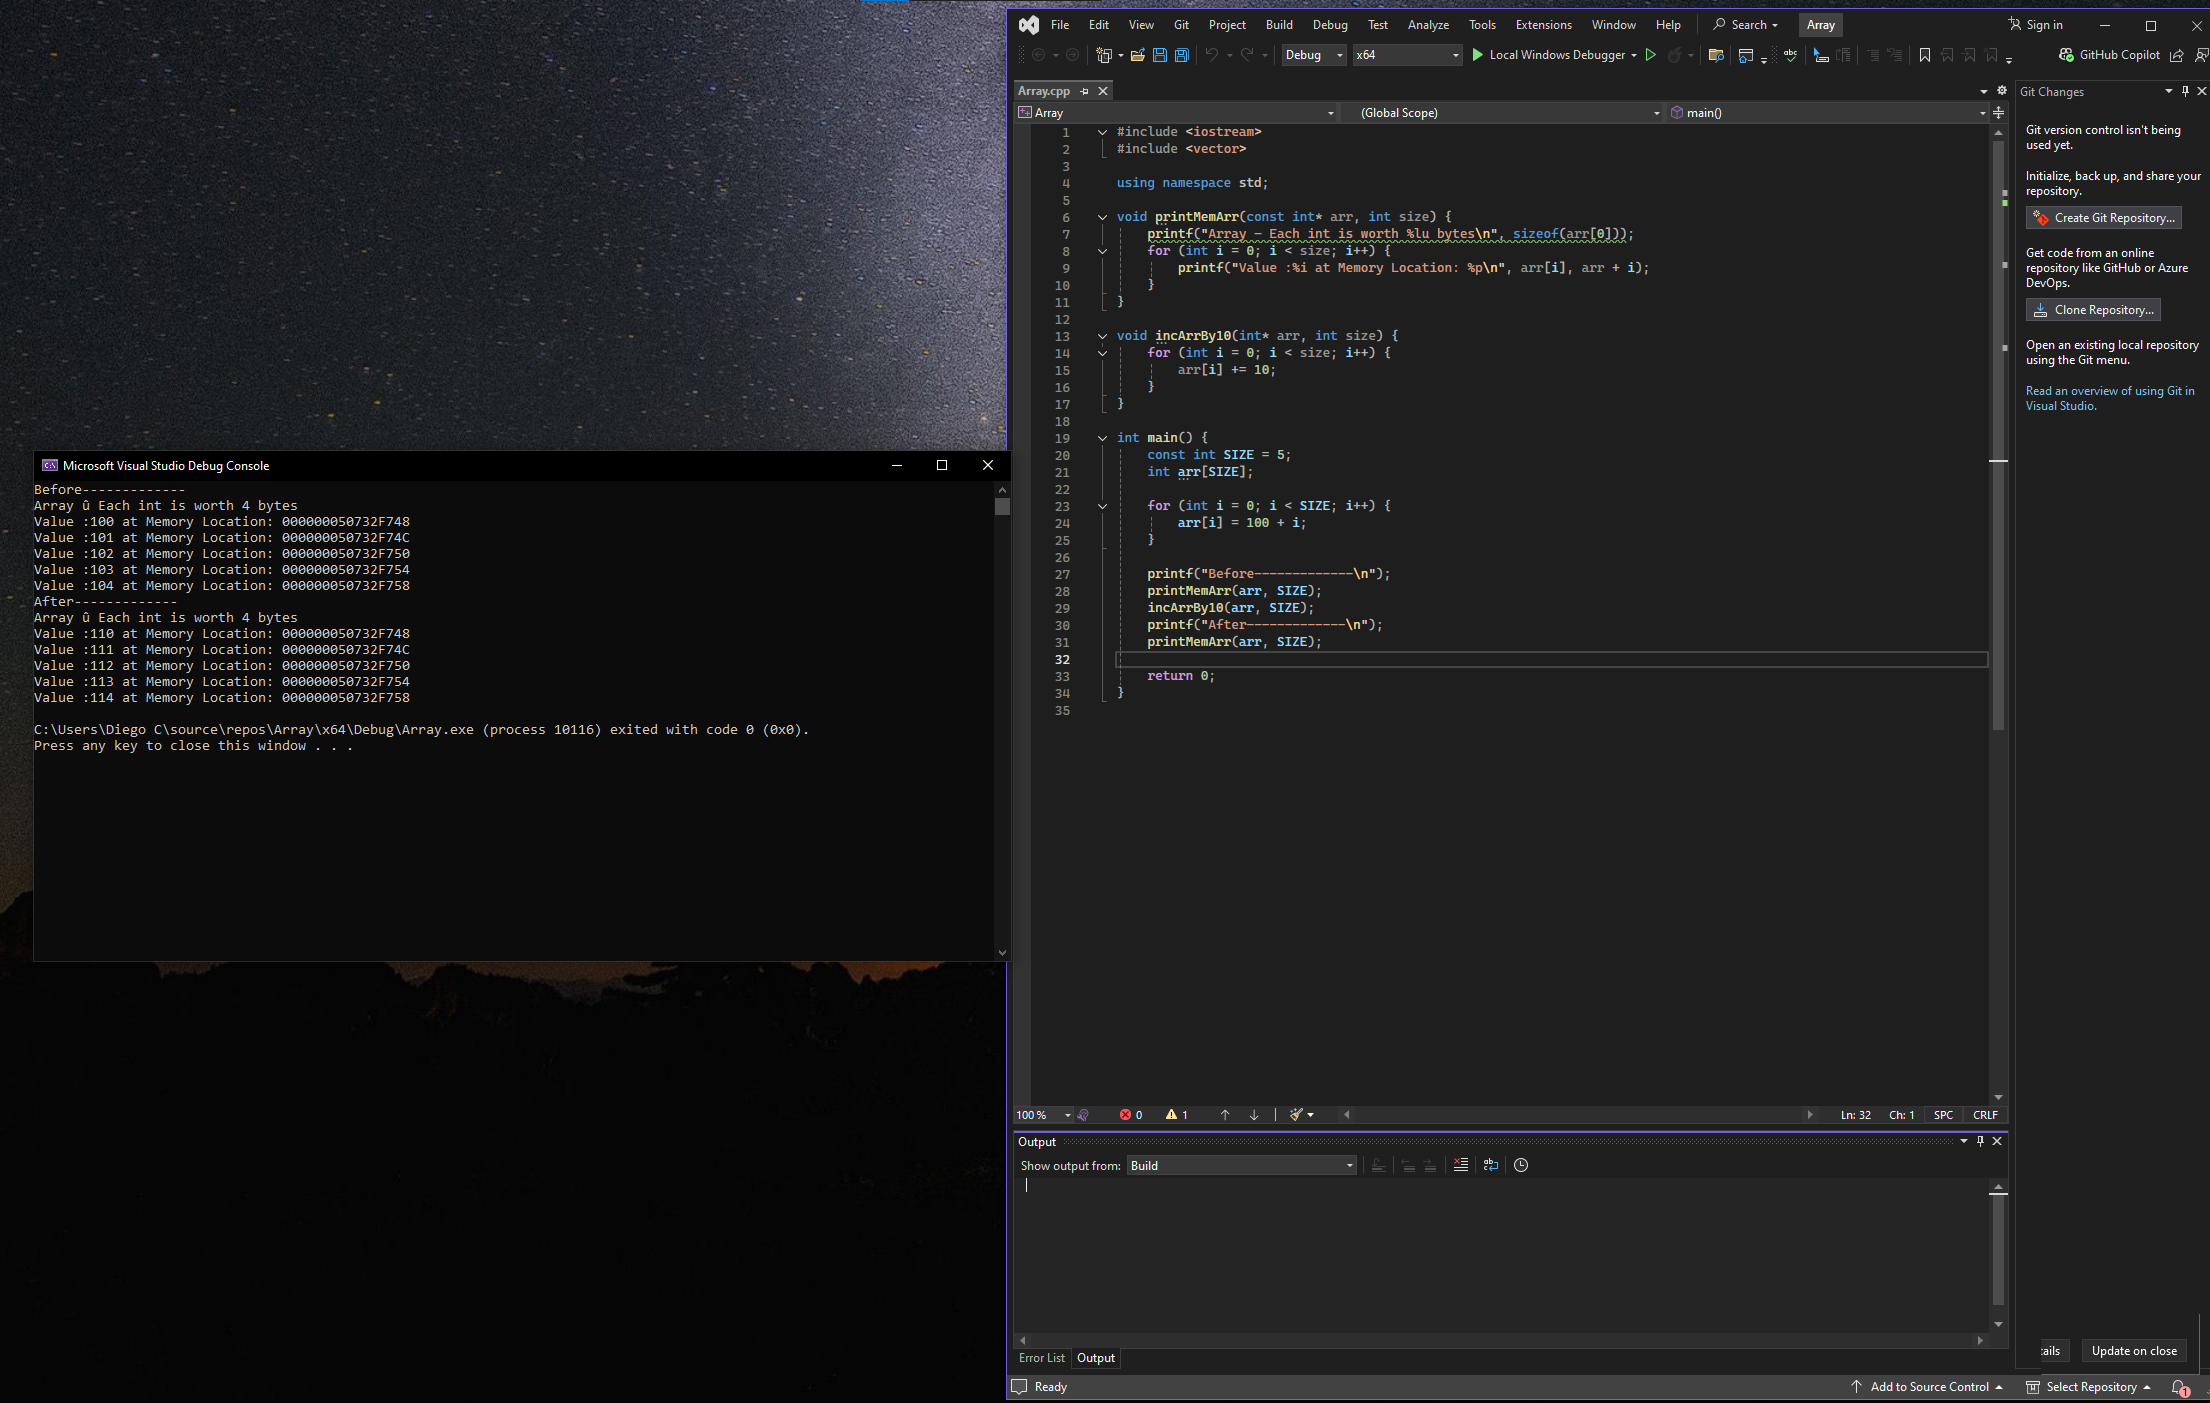 File Edit View Git Project Build Debug Test Analyze Tools Extensions Window Help Search Array Sign in
Debug x64 Local Windows Debugger GitHub Copilot
Array.cpp
Array (Global Scope) main()
1 #include <iostream>
2 #include <vector>
3
4 using namespace std;
5
6 void printMemArr(const int* arr, int size) {
7 printf("Array – Each int is worth %lu bytes\n", sizeof(arr[0]));
8 for (int i = 0; i < size; i++) {
9 printf("Value :%i at Memory Location: %p\n", arr[i], arr + i);
10 }
11 }
12
13 void incArrBy10(int* arr, int size) {
14 for (int i = 0; i < size; i++) {
15 arr[i] += 10;
16 }
17 }
18
19 int main() {
20 const int SIZE = 5;
21 int arr[SIZE];
22
23 for (int i = 0; i < SIZE; i++) {
24 arr[i] = 100 + i;
25 }
26
27 printf("Before-------------\n");
28 printMemArr(arr, SIZE);
29 incArrBy10(arr, SIZE);
30 printf("After-------------\n");
31 printMemArr(arr, SIZE);
32
33 return 0;
34 }
35
100 % 0 1 Ln: 32 Ch: 1 SPC CRLF
Output
Show output from: Build
Error List Output
Ready Add to Source Control Select Repository 1
Git Changes
Git version control isn't being
used yet.
Initialize, back up, and share your
repository.
Create Git Repository...
Get code from an online
repository like GitHub or Azure
DevOps.
Clone Repository...
Open an existing local repository
using the Git menu.
Read an overview of using Git in
Visual Studio.
tails Update on close
Microsoft Visual Studio Debug Console
Before-------------
Array û Each int is worth 4 bytes
Value :100 at Memory Location: 000000050732F748
Value :101 at Memory Location: 000000050732F74C
Value :102 at Memory Location: 000000050732F750
Value :103 at Memory Location: 000000050732F754
Value :104 at Memory Location: 000000050732F758
After-------------
Array û Each int is worth 4 bytes
Value :110 at Memory Location: 000000050732F748
Value :111 at Memory Location: 000000050732F74C
Value :112 at Memory Location: 000000050732F750
Value :113 at Memory Location: 000000050732F754
Value :114 at Memory Location: 000000050732F758
C:\Users\Diego C\source\repos\Array\x64\Debug\Array.exe (process 10116) exited with code 0 (0x0).
Press any key to close this window . . .